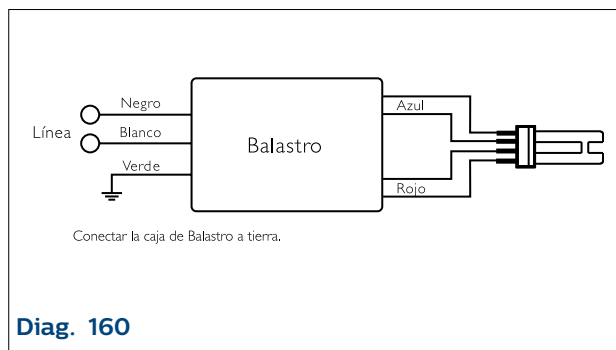 Negro
Azul
Línea
Blanco
Balastro
Verde
Rojo
Conectar la caja de Balastro a tierra.
Diag. 160